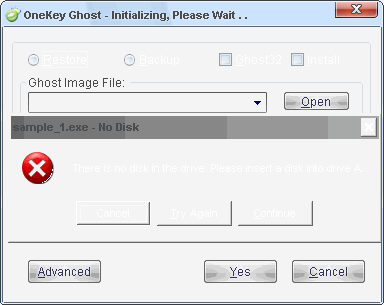 OneKey Ghost - Initializing, Please Wait . .
Restore Backup Ghost32 Install
Ghost Image File:
Open
sample_1.exe - No Disk
There is no disk in the drive. Please insert a disk into drive A.
Cancel Try Again Continue
Advanced Yes Cancel